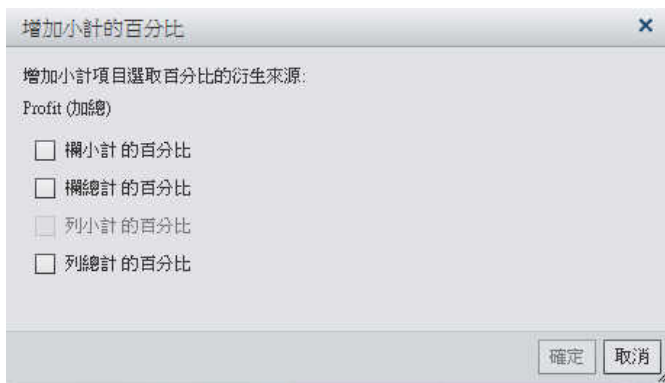 增加小計的百分比
增加小計項目選取百分比的衍生來源:
Profit (加總)
欄小計 的百分比
欄總計 的百分比
列小計 的百分比
列總計 的百分比
確定 取消